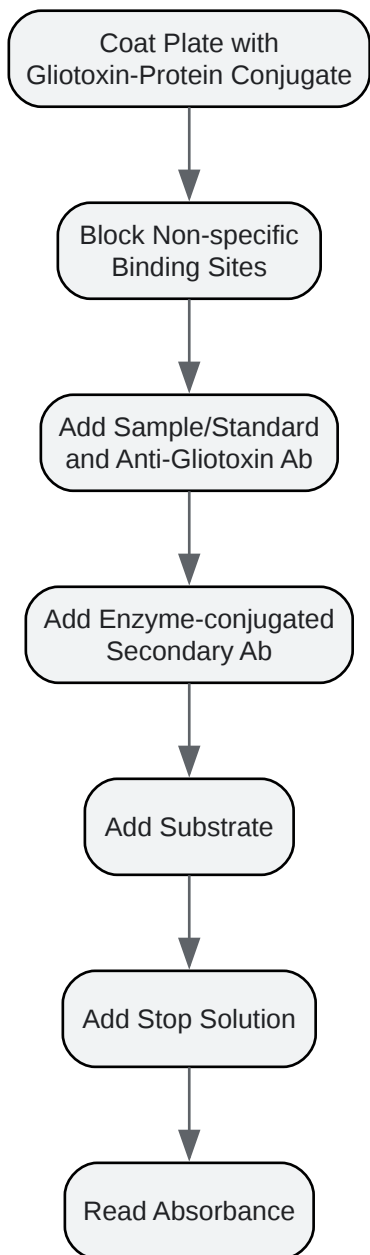 Coat Plate with
Gliotoxin-Protein Conjugate
Block Non-specific
Binding Sites
Add Sample/Standard
and Anti-Gliotoxin Ab
Add Enzyme-conjugated
Secondary Ab
Add Substrate
Add Stop Solution
Read Absorbance